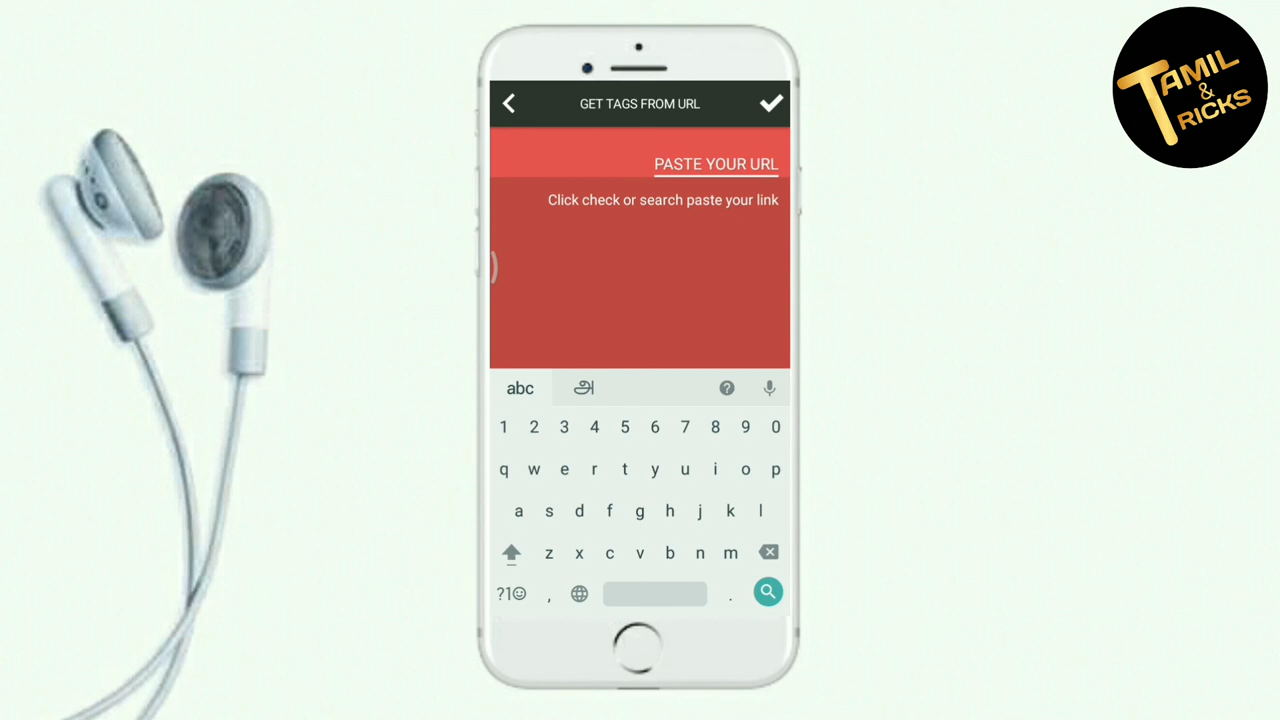 GET TAGS FROM URL
PASTE YOUR URL
Click check or search paste your link
abc அ ?
1 2 3 4 5 6 7 8 9 0
q w e r t y u i o p
a s d f g h j k l
z x c v b n m
?1☺ , .
TAMIL
&
TRICKS